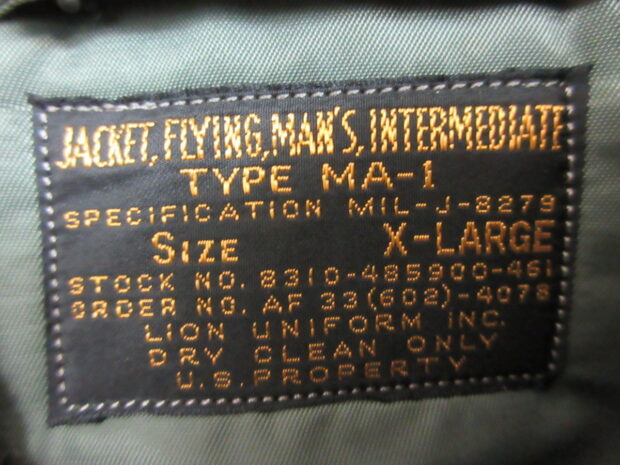 JACKET, FLYING, MAN'S, INTERMEDIATE
TYPE MA-1
SPECIFICATION MIL-J-8279
SIZE X-LARGE
STOCK NO. 8310-485900-461
ORDER NO. AF 33(602)-4078
LION UNIFORM INC.
DRY CLEAN ONLY
U.S. PROPERTY